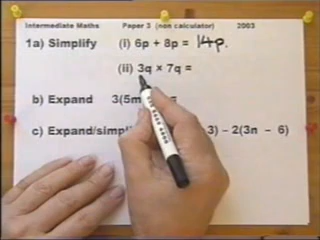 Intermediate Maths Paper 3 (non calculator) 2003
1a) Simplify (i) 6p + 8p = 14p.
(ii) 3q × 7q =
b) Expand 3(5m =
c) Expand/simpl 3) – 2(3n – 6)